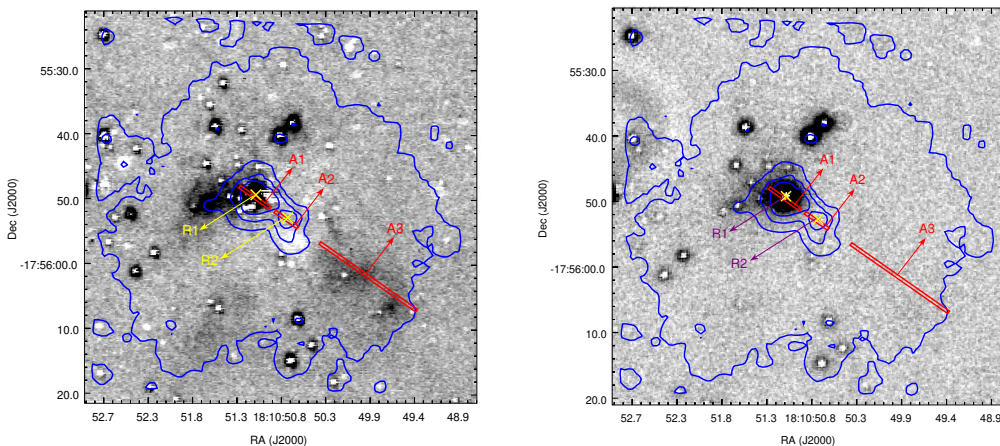 55:30.0
40.0
50.0
-17:56:00.0
10.0
20.0
Dec (J2000)
A1
A2
A3
R1
R2
52.7 52.3 51.8 51.3 18:10:50.8 50.3 49.9 49.4 48.9
RA (J2000)
55:30.0
40.0
50.0
-17:56:00.0
10.0
20.0
Dec (J2000)
A1
A2
A3
R1
R2
52.7 52.3 51.8 51.3 18:10:50.8 50.3 49.9 49.4 48.9
RA (J2000)